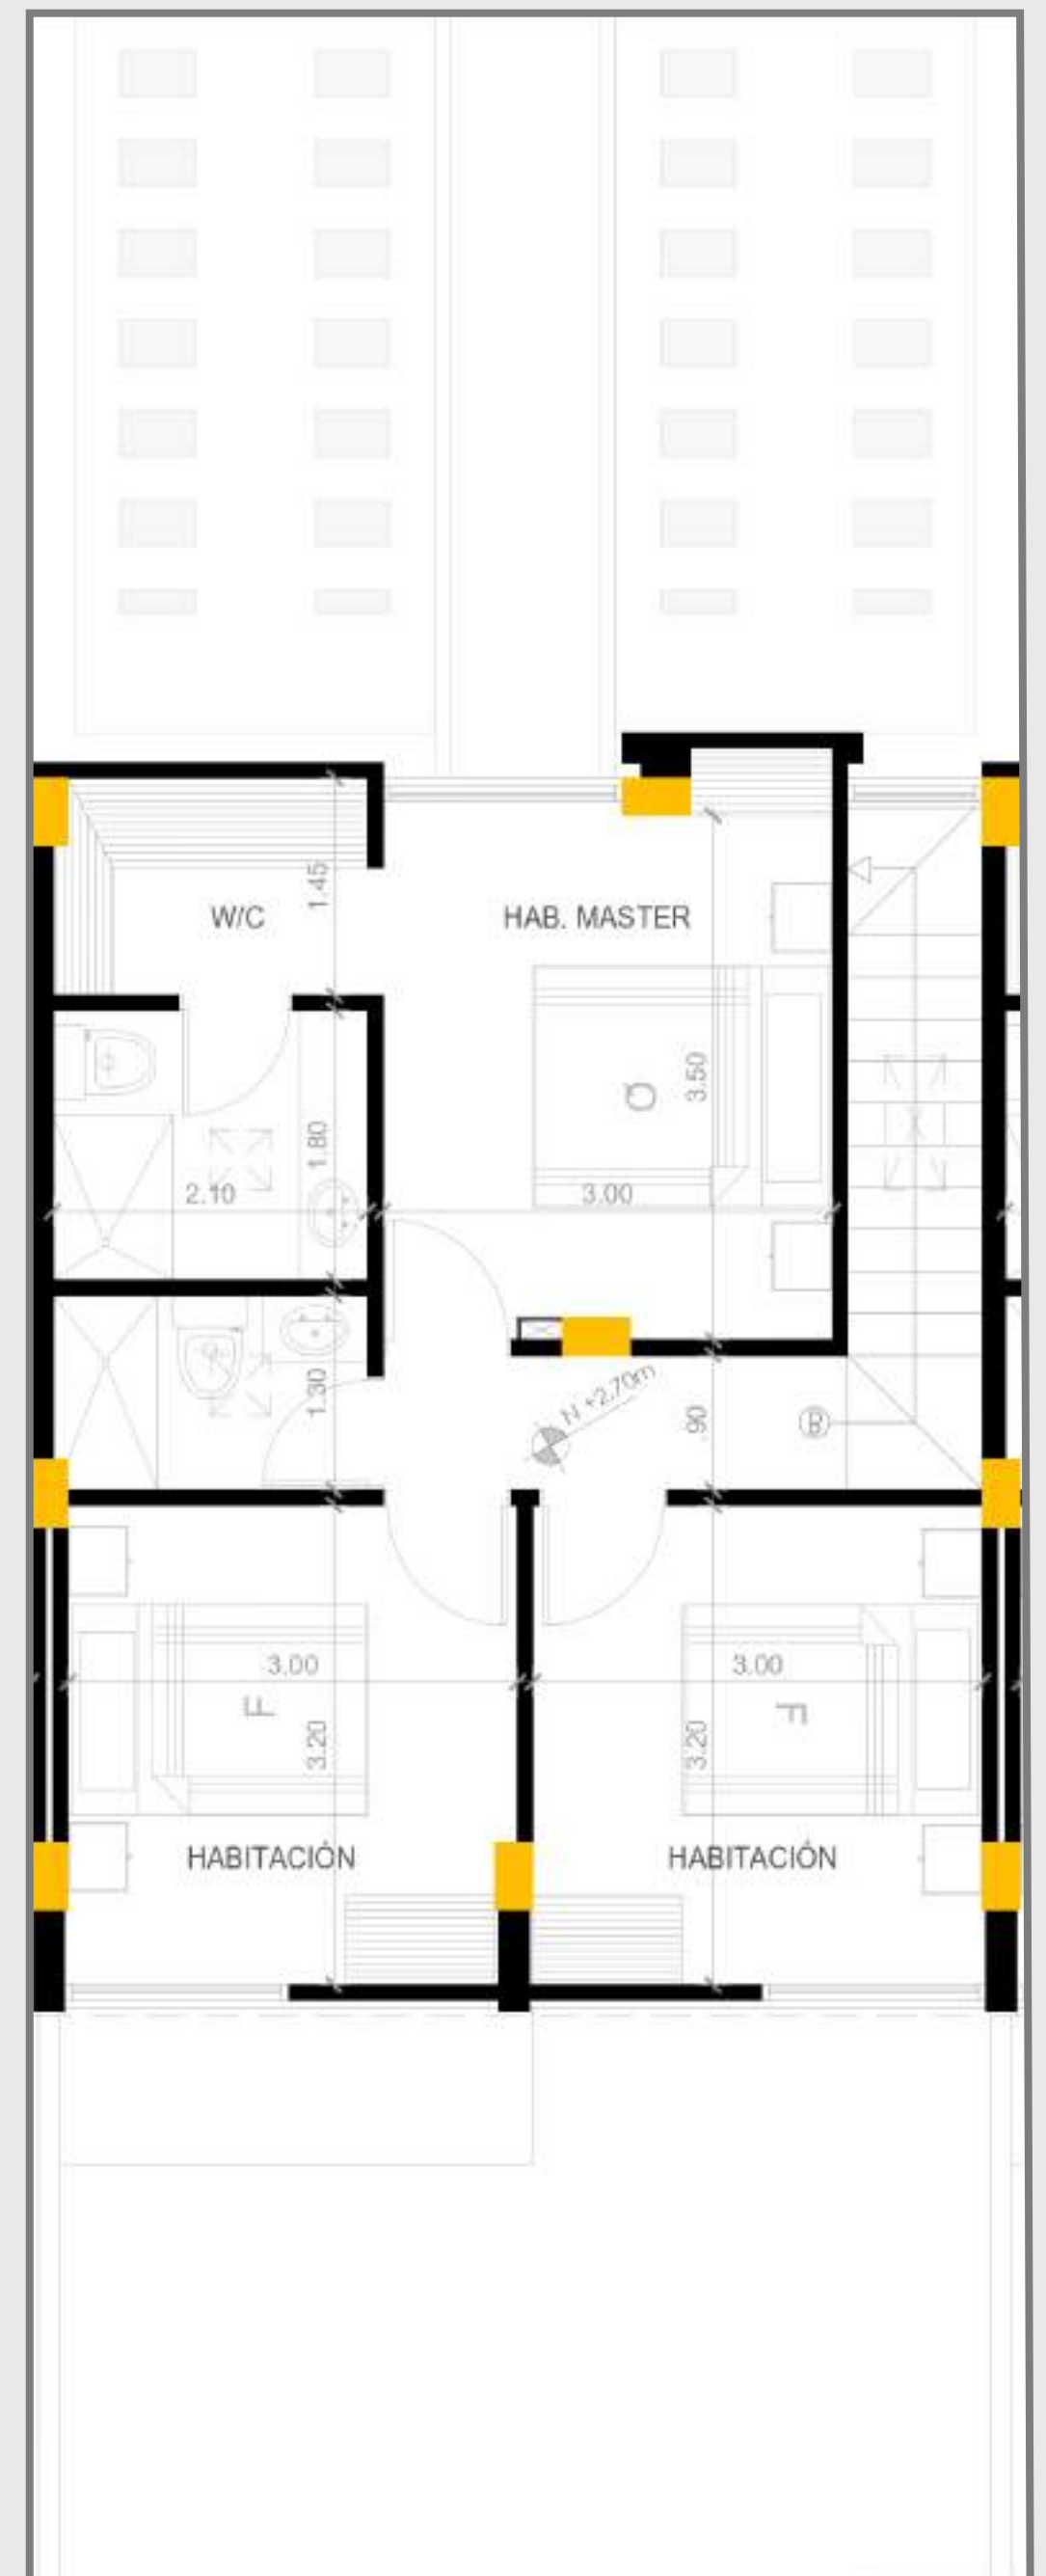 1.45
W/C
HAB. MASTER
3.50
Q
1.80
2.10
3.00
1.30
N +2.70m
.90
B
3.00
3.00
F
F
3.20
3.20
HABITACIÓN
HABITACIÓN